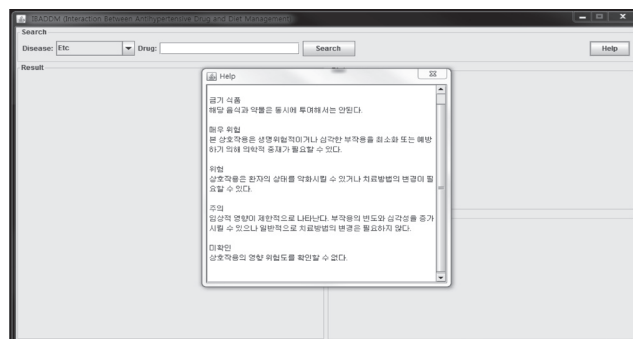 IBADDM (Interaction Between Antihypertensive Drug and Diet Management)
Search
Disease: Etc Drug: Search Help
Result
Help
금기 식품
해당 음식과 약물은 동시에 투여해서는 안된다.
매우 위험
본 상호작용은 생명위협적이거나 심각한 부작용을 최소화 또는 예방
하기 의해 의학적 중재가 필요할 수 있다.
위험
상호작용은 환자의 상태를 악화시킬 수 있거나 치료방법의 변경이 필
요할 수 있다.
주의
임상적 영향이 제한적으로 나타난다. 부작용의 빈도와 심각성을 증가
시킬 수 있으나 일반적으로 치료방법의 변경은 필요하지 않다.
미확인
상호작용의 영향 위험도를 확인할 수 없다.